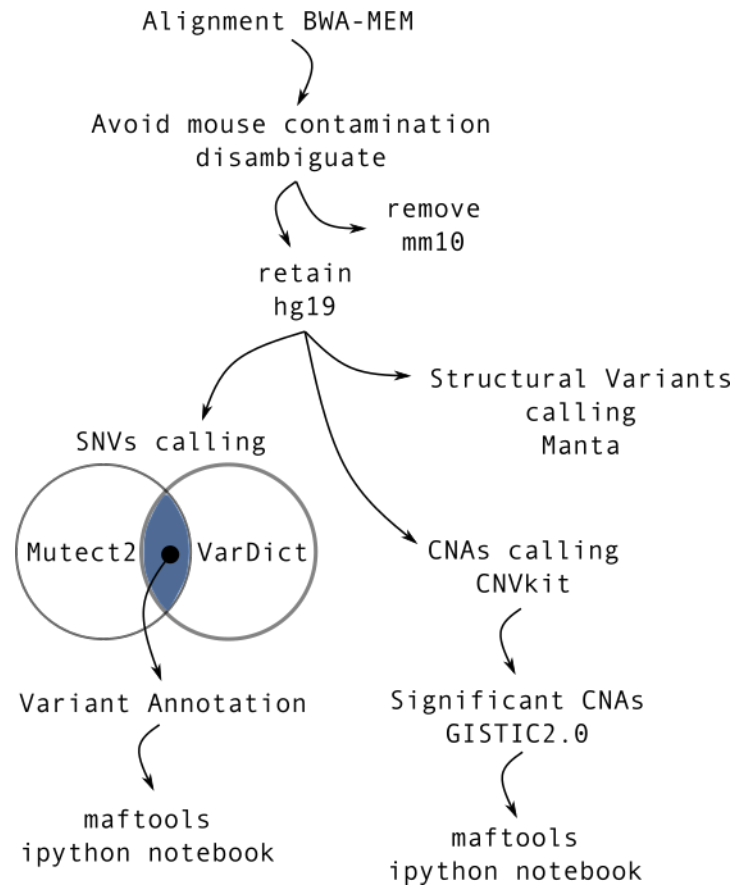 Alignment BWA-MEM
Avoid mouse contamination
disambiguate
remove
mm10
retain
hg19
Structural Variants
calling
Manta
SNVs calling
Mutect2
VarDict
CNAs calling
CNVkit
Variant Annotation
Significant CNAs
GISTIC2.0
maftools
ipython notebook
maftools
ipython notebook